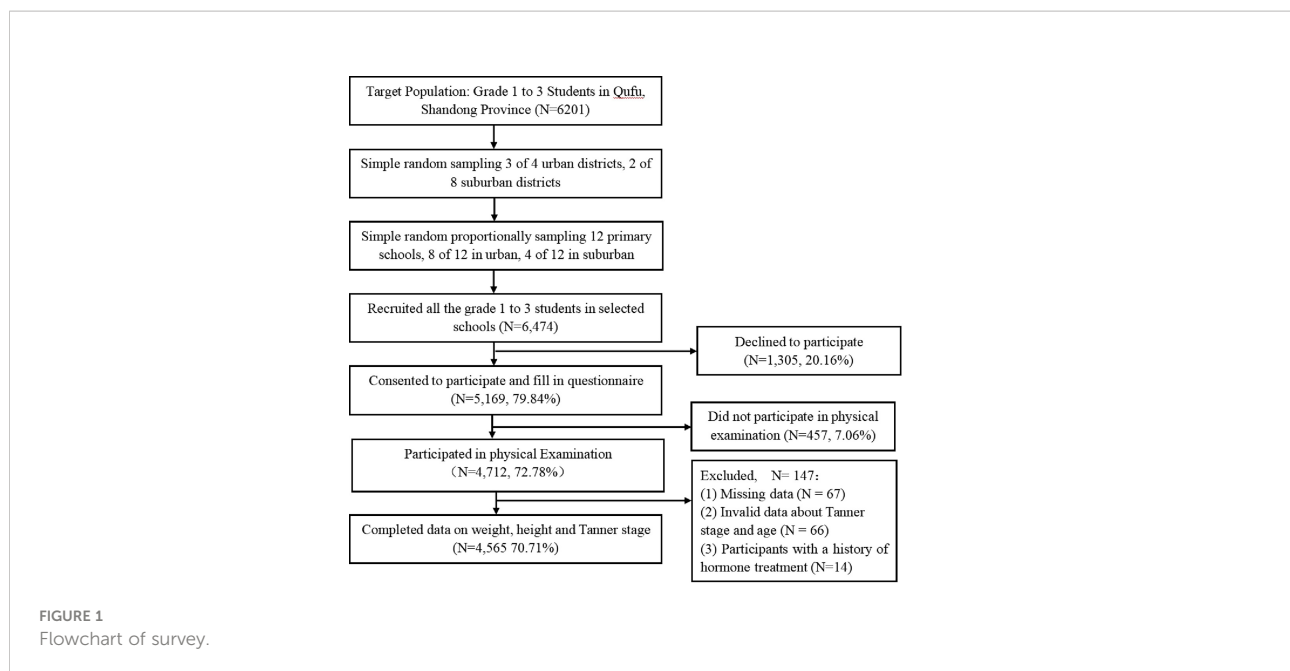 Target Population: Grade 1 to 3 Students in Qufu,
Shandong Province (N=6201)
Simple random sampling 3 of 4 urban districts, 2 of
8 suburban districts
Simple random proportionally sampling 12 primary
schools, 8 of 12 in urban, 4 of 12 in suburban
Recruited all the grade 1 to 3 students in selected
schools (N=6,474)
Declined to participate
(N=1,305, 20.16%)
Consented to participate and fill in questionnaire
(N=5,169, 79.84%)
Did not participate in physical
examination (N=457, 7.06%)
Participated in physical Examination
（N=4,712, 72.78%）
Excluded, N= 147：
(1) Missing data (N = 67)
(2) Invalid data about Tanner
stage and age (N = 66)
(3) Participants with a history of
hormone treatment (N=14)
Completed data on weight, height and Tanner stage
(N=4,565 70.71%)
FIGURE 1
Flowchart of survey.